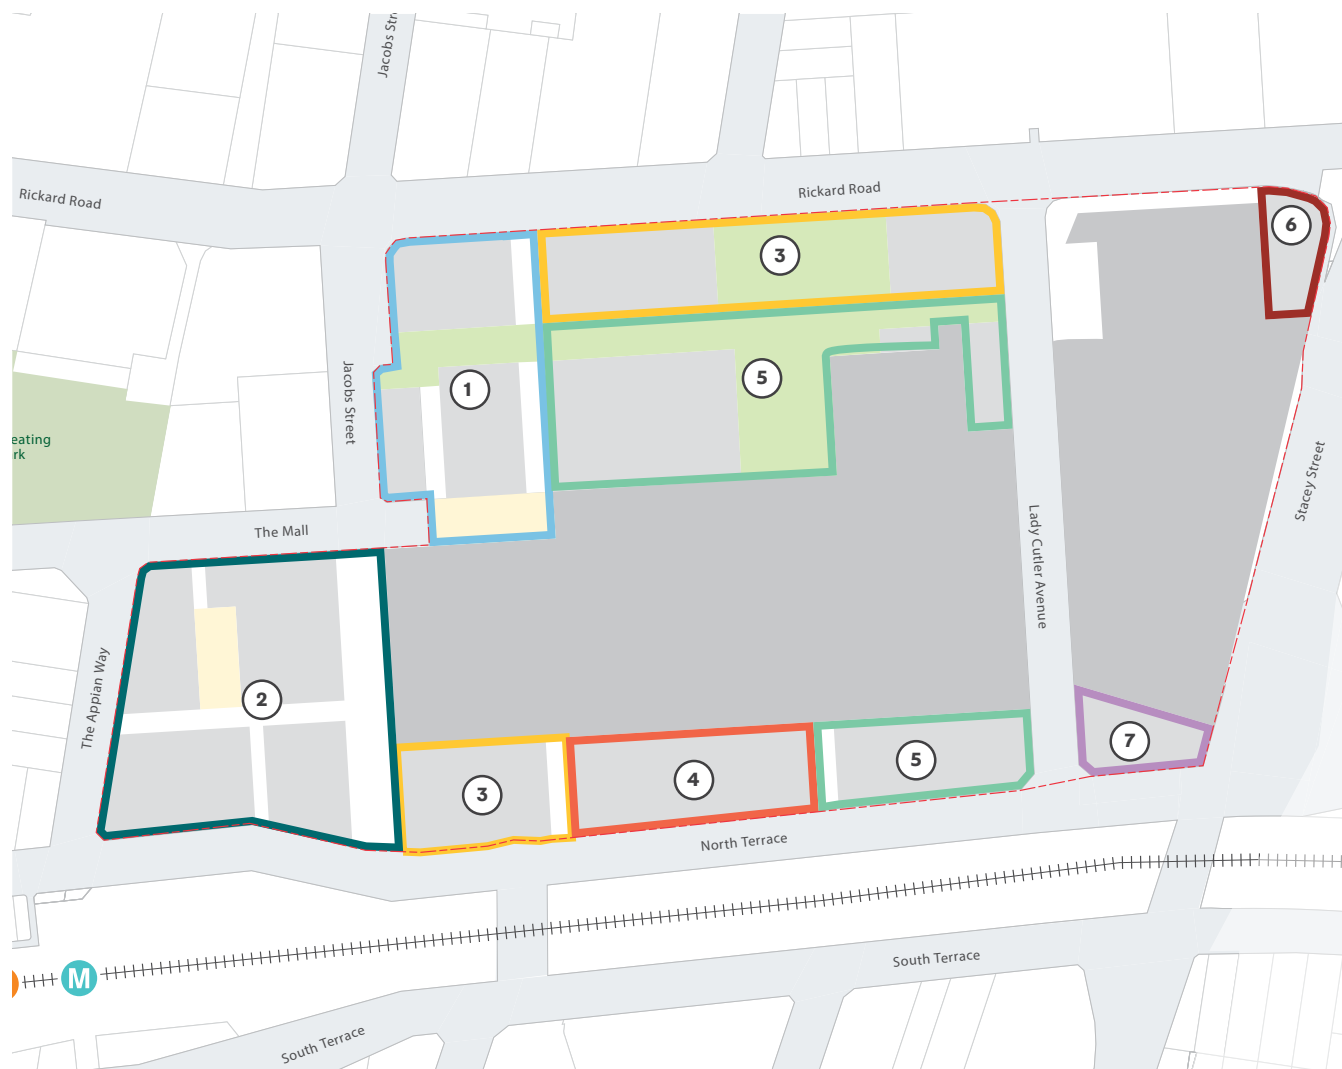 Jacobs Str
Rickard Road
Rickard Road
6
3
5
1
Jacobs Street
eating
rk
Stacey Street
The Mall
Lady Cutler Avenue
The Appian Way
2
7
3
4
5
North Terrace
M
South Terrace
South Terrace